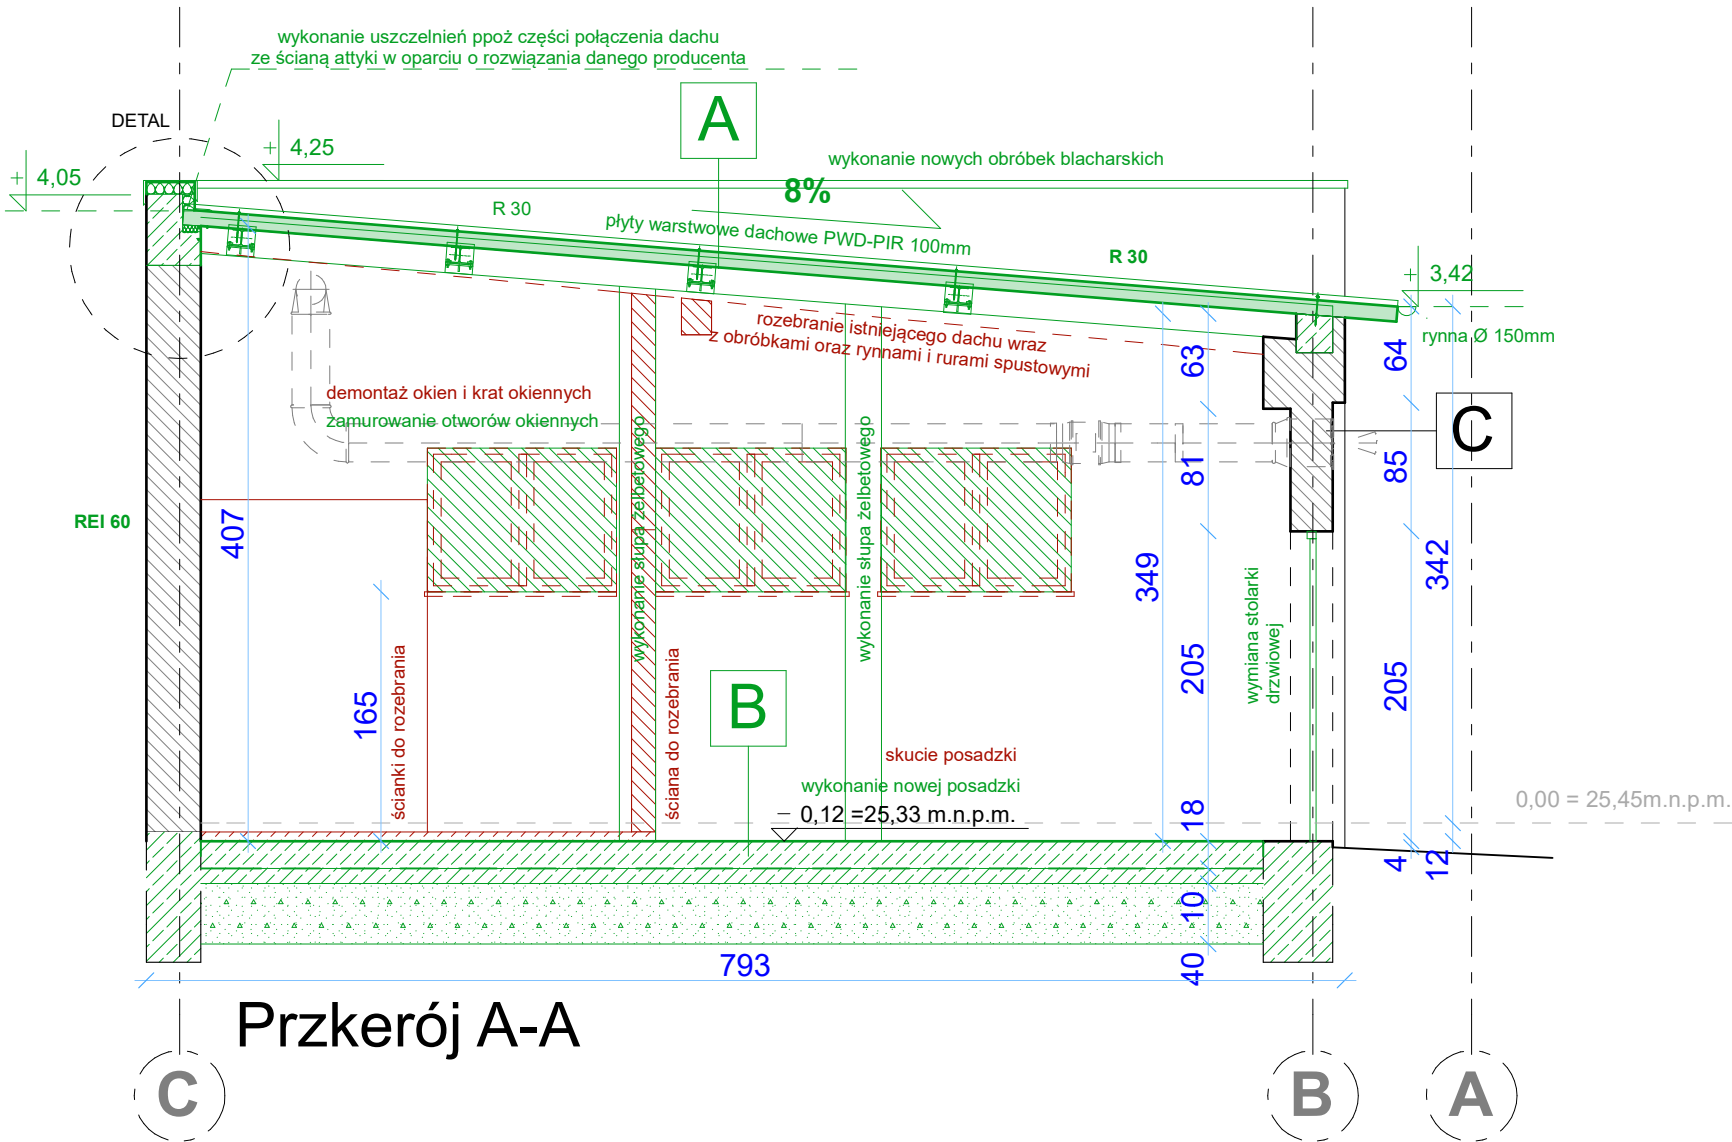 wykonanie uszczelnień ppoż części połączenia dachu
ze ścianą attyki w oparciu o rozwiązania danego producenta
DETAL
A
+ 4,25
+ 4,05
wykonanie nowych obróbek blacharskich
8%
R 30
płyty warstwowe dachowe PWD-PIR 100mm
R 30
+ 3,42
rynna Ø 150mm
rozebranie istniejącego dachu wraz
z obróbkami oraz rynnami i rurami spustowymi
demontaż okien i krat okiennych
zamurowanie otworów okiennych
wykonanie słupa żelbetowego
wykonanie słupa żelbetowego
63
64
C
81
85
REI 60
407
349
342
wymiana stolarki
drzwiowej
205
205
165
ścianki do rozebrania
ściana do rozebrania
B
skucie posadzki
wykonanie nowej posadzki
- 0,12 =25,33 m.n.p.m.
0,00 = 25,45m.n.p.m.
18
4
12
10
40
793
Przkerój A-A
C
B
A